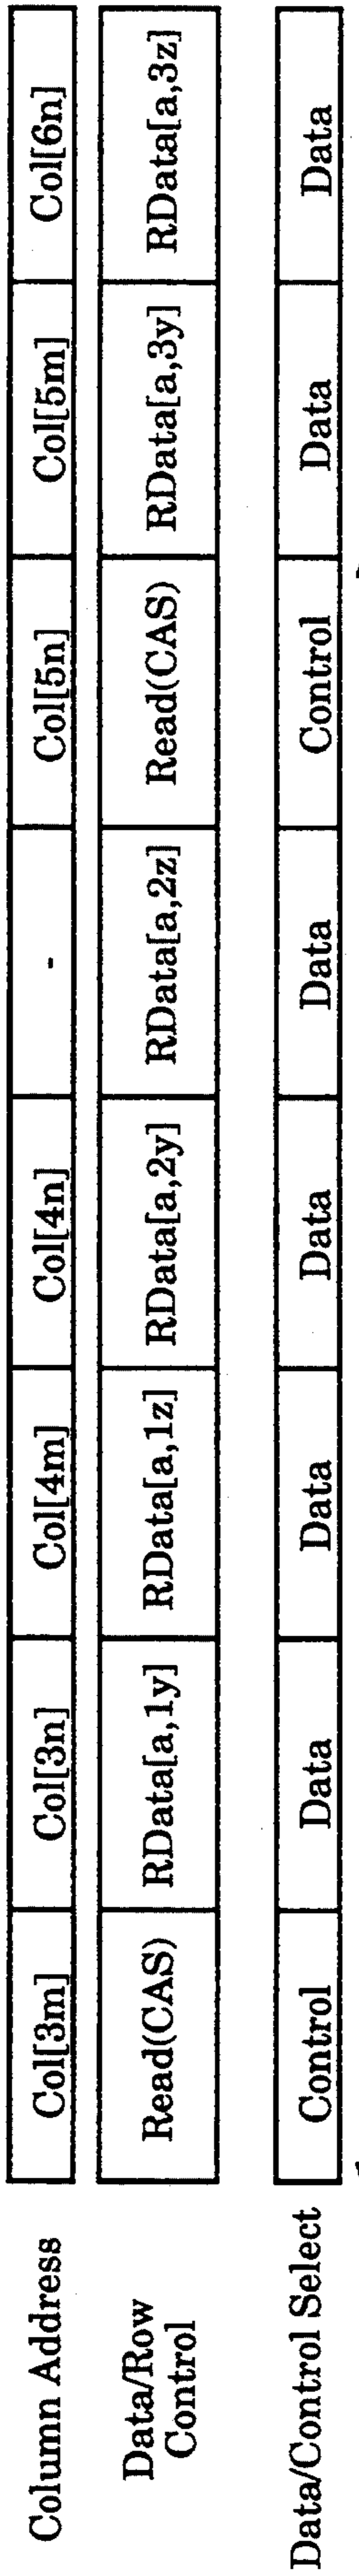 Column Address
Col[3m] Col[3n] Col[4m] Col[4n] - Col[5n] Col[5m] Col[6n]
Data/Row
Control
Read(CAS) RData[a,1y] RData[a,1z] RData[a,2y] RData[a,2z] Read(CAS) RData[a,3y] RData[a,3z]
Data/Control Select
Control Data Data Data Data Control Data Data